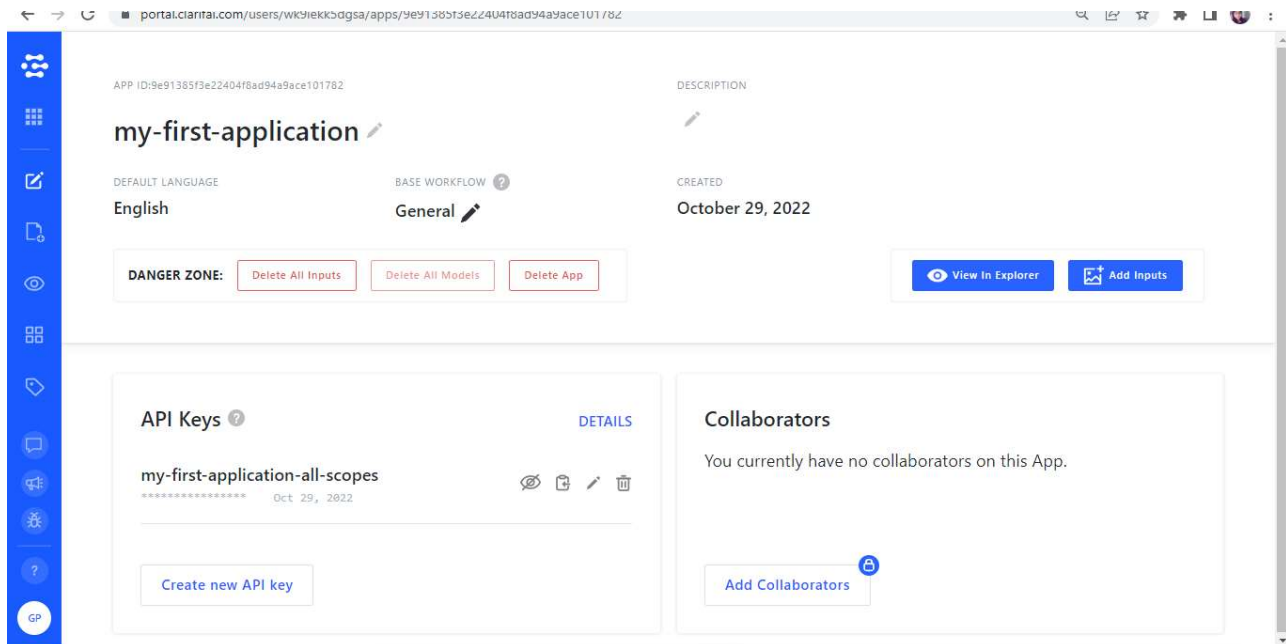 portal.clarifai.com/users/wk9iekk5dgsa/apps/9e91385f3e22404f8ad94a9ace101782
APP ID:9e91385f3e22404f8ad94a9ace101782
DESCRIPTION
my-first-application
DEFAULT LANGUAGE
BASE WORKFLOW ?
CREATED
English
General
October 29, 2022
DANGER ZONE:
Delete All Inputs
Delete All Models
Delete App
View In Explorer
Add Inputs
API Keys ?
DETAILS
my-first-application-all-scopes
**************** Oct 29, 2022
Create new API key
Collaborators
You currently have no collaborators on this App.
Add Collaborators
?
GP